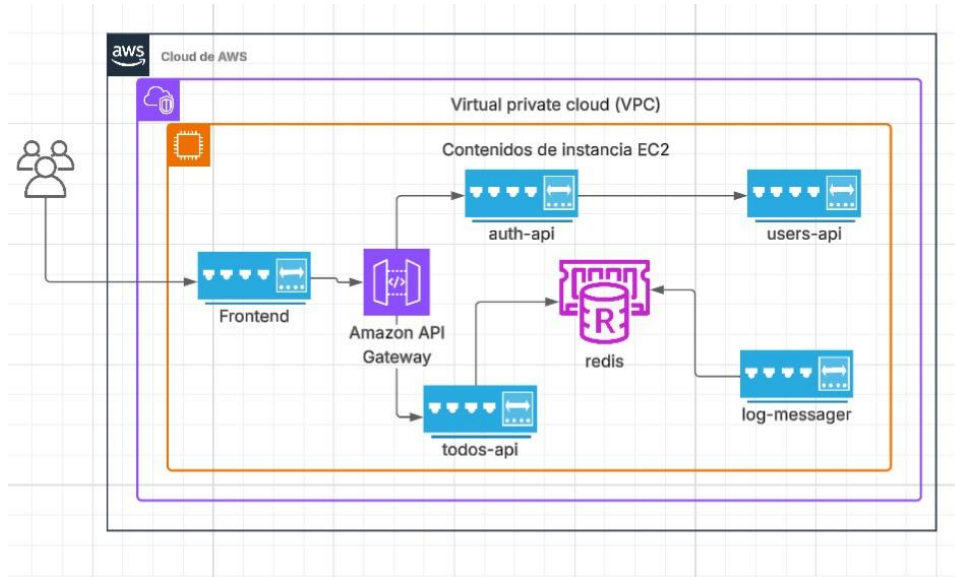 aws
Cloud de AWS
Virtual private cloud (VPC)
Contenidos de instancia EC2
auth-api
users-api
Frontend
</>
Amazon API
Gateway
R
redis
log-messager
todos-api